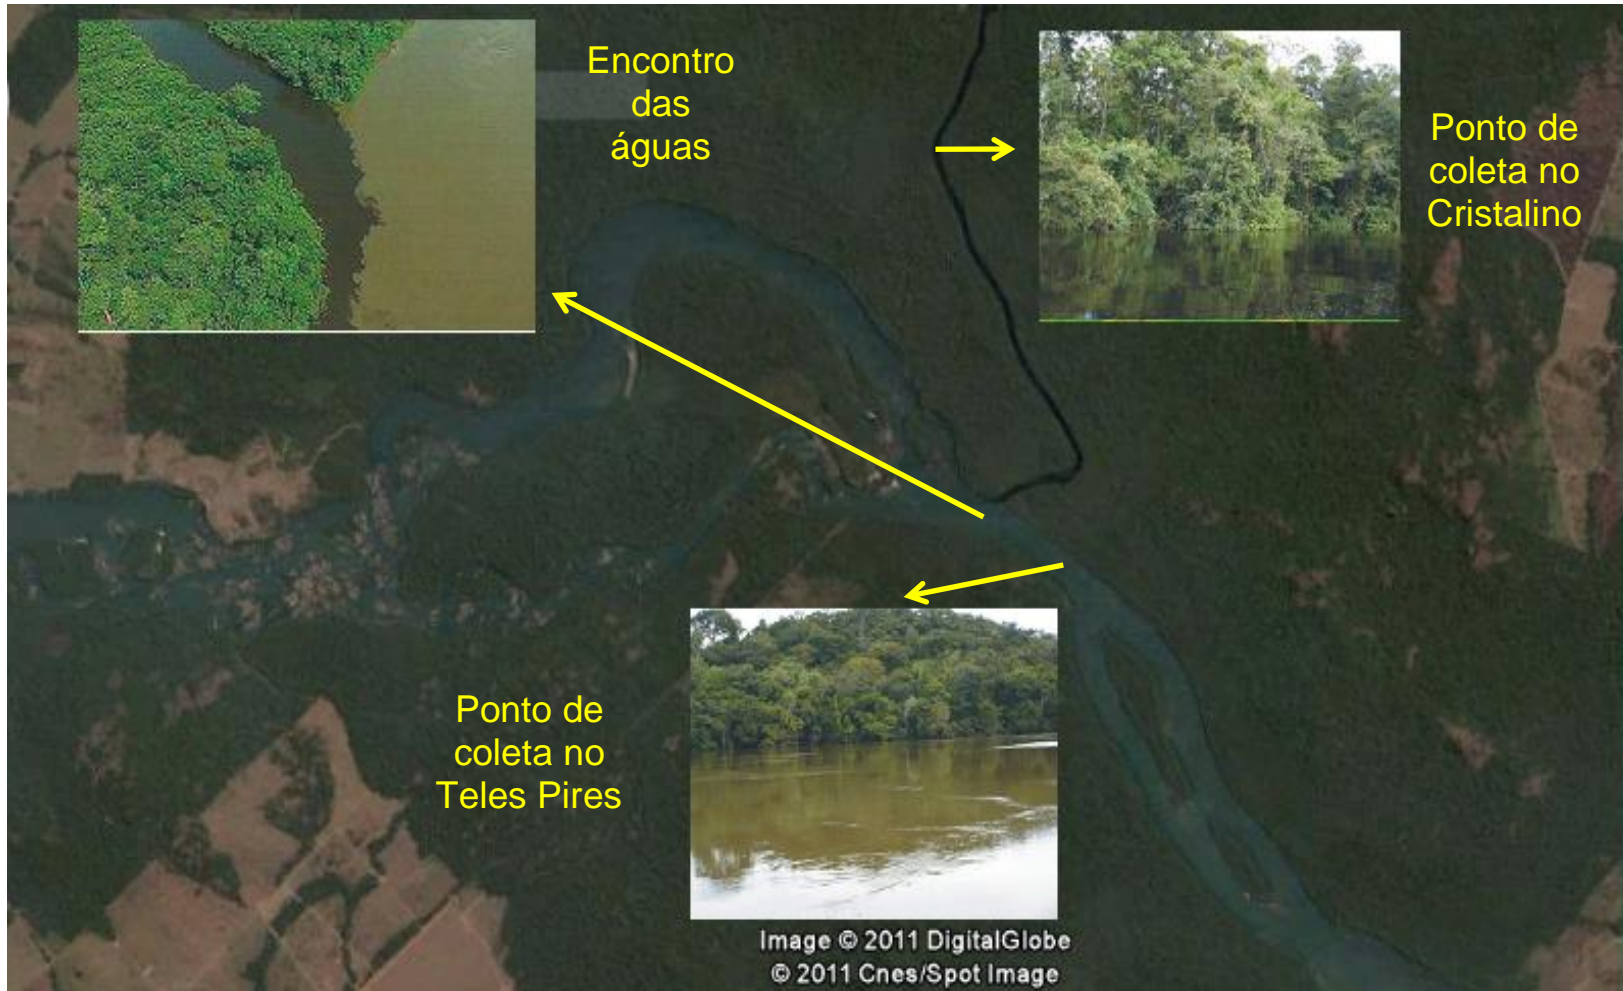 Encontro
das
águas
Ponto de
coleta no
Cristalino
Ponto de
coleta no
Teles Pires
Image © 2011 DigitalGlobe
© 2011 Cnes/Spot Image